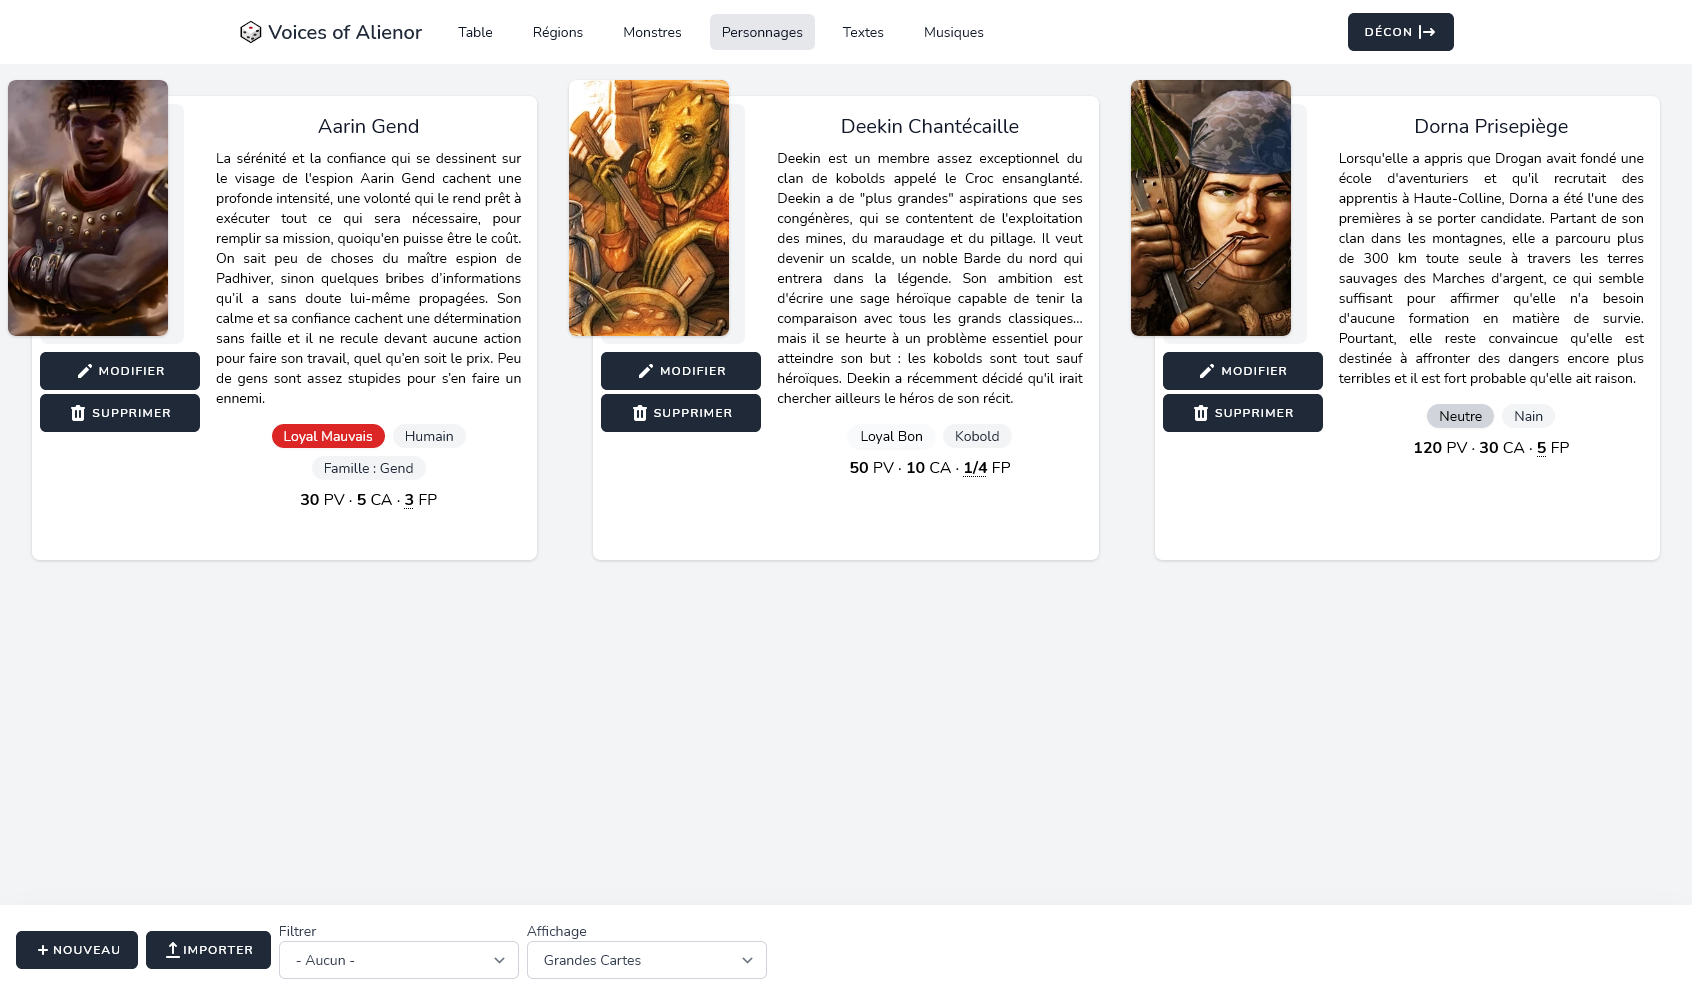 Voices of Alienor
Table
Régions
Monstres
Personnages
Textes
Musiques
DÉCON
Aarin Gend
La sérénité et la confiance qui se dessinent sur
le visage de l'espion Aarin Gend cachent une
profonde intensité, une volonté qui le rend prêt à
exécuter tout ce qui sera nécessaire, pour
remplir sa mission, quoiqu'en puisse être le coût.
On sait peu de choses du maître espion de
Padhiver, sinon quelques bribes d’informations
qu’il a sans doute lui-même propagées. Son
calme et sa confiance cachent une détermination
sans faille et il ne recule devant aucune action
pour faire son travail, quel qu’en soit le prix. Peu
de gens sont assez stupides pour s’en faire un
ennemi.
Loyal Mauvais
Humain
Famille : Gend
30 PV · 5 CA · 3 FP
MODIFIER
SUPPRIMER
Deekin Chantécaille
Deekin est un membre assez exceptionnel du
clan de kobolds appelé le Croc ensanglanté.
Deekin a de "plus grandes" aspirations que ses
congénères, qui se contentent de l'exploitation
des mines, du maraudage et du pillage. Il veut
devenir un scalde, un noble Barde du nord qui
entrera dans la légende. Son ambition est
d'écrire une sage héroïque capable de tenir la
comparaison avec tous les grands classiques...
mais il se heurte à un problème essentiel pour
atteindre son but : les kobolds sont tout sauf
héroïques. Deekin a récemment décidé qu'il irait
chercher ailleurs le héros de son récit.
Loyal Bon
Kobold
50 PV · 10 CA · 1/4 FP
MODIFIER
SUPPRIMER
Dorna Prisepiège
Lorsqu'elle a appris que Drogan avait fondé une
école d'aventuriers et qu'il recrutait des
apprentis à Haute-Colline, Dorna a été l'une des
premières à se porter candidate. Partant de son
clan dans les montagnes, elle a parcouru plus
de 300 km toute seule à travers les terres
sauvages des Marches d'argent, ce qui semble
suffisant pour affirmer qu'elle n'a besoin
d'aucune formation en matière de survie.
Pourtant, elle reste convaincue qu'elle est
destinée à affronter des dangers encore plus
terribles et il est fort probable qu'elle ait raison.
Neutre
Nain
120 PV · 30 CA · 5 FP
MODIFIER
SUPPRIMER
NOUVEAU
IMPORTER
Filtrer
- Aucun -
Affichage
Grandes Cartes